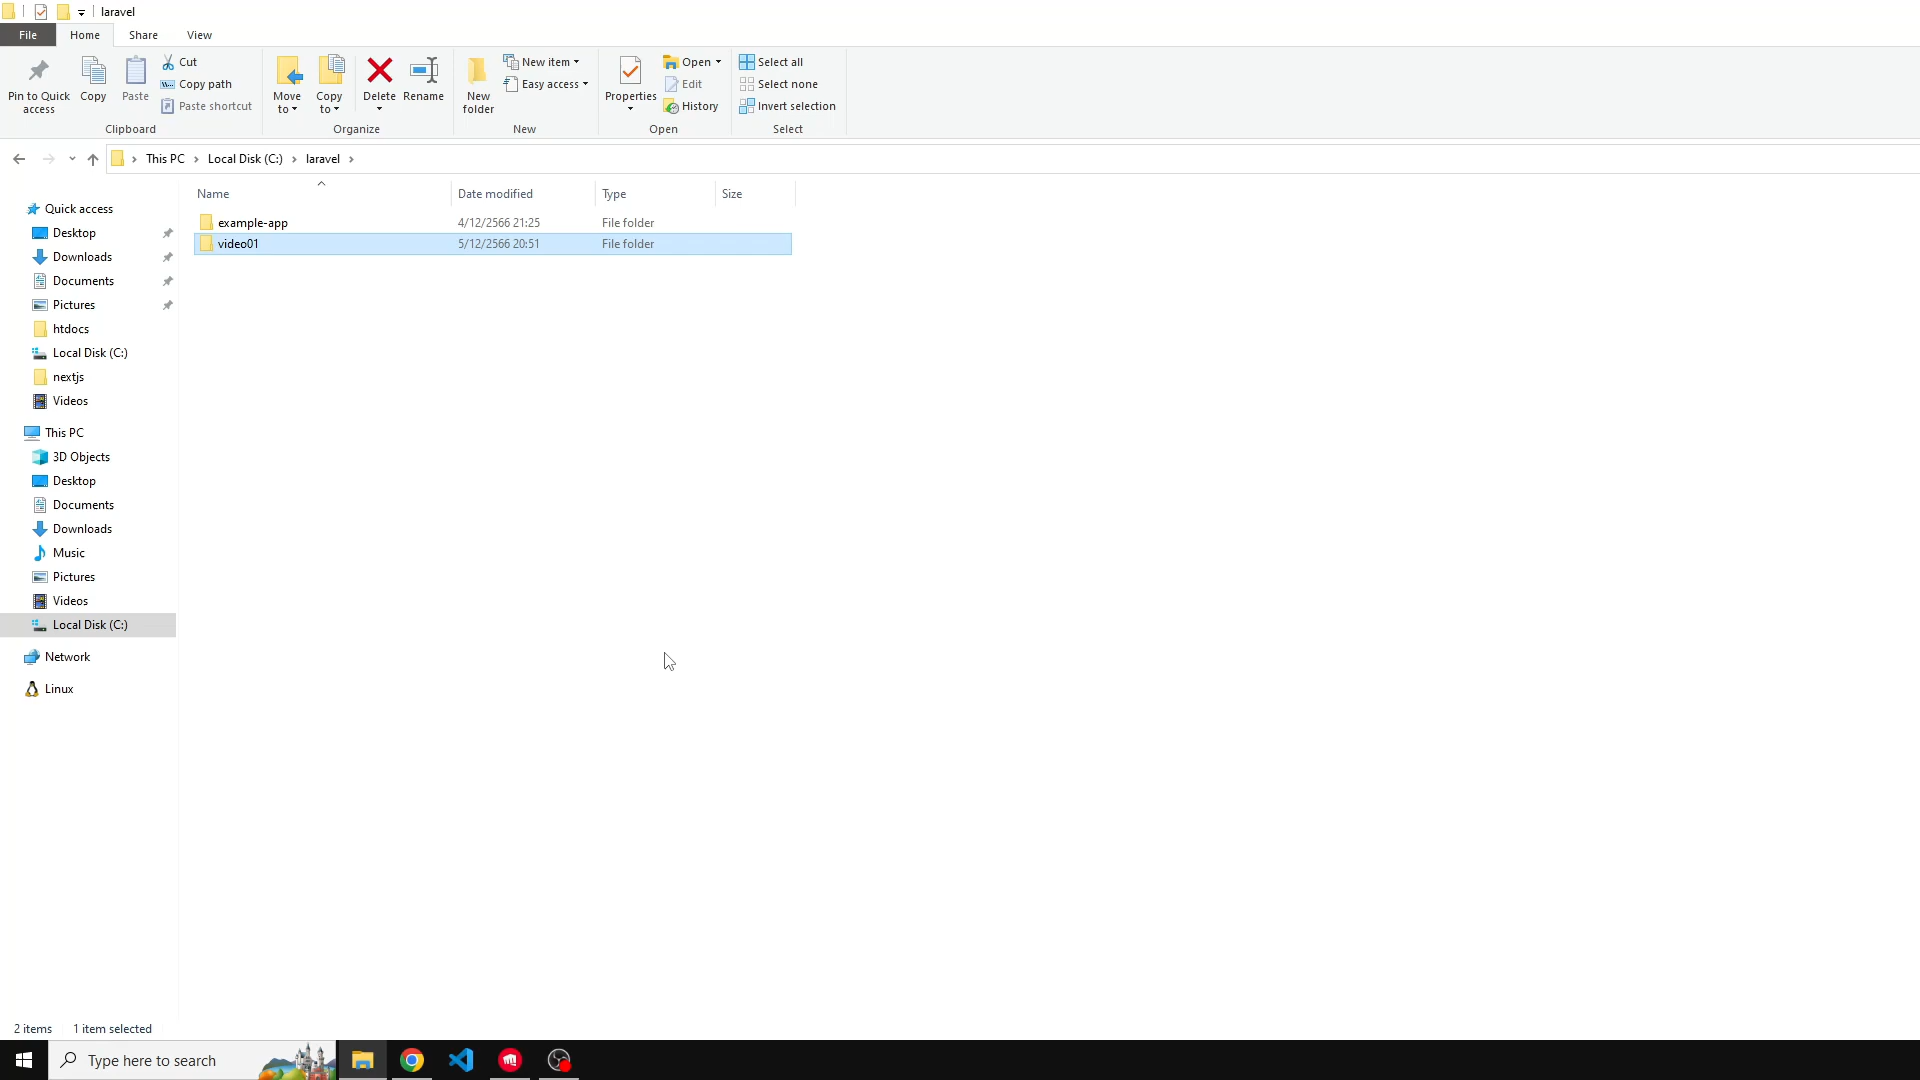 laravel
File Home Share View
Pin to Quick access
Copy
Paste
Cut
Copy path
Paste shortcut
Clipboard
Move to
Copy to
Delete
Rename
Organize
New folder
New item
Easy access
New
Properties
Open
Edit
History
Open
Select all
Select none
Invert selection
Select
This PC Local Disk (C:) laravel
Name Date modified Type Size
example-app 4/12/2566 21:25 File folder
video01 5/12/2566 20:51 File folder
Quick access
Desktop
Downloads
Documents
Pictures
htdocs
Local Disk (C:)
nextjs
Videos
This PC
3D Objects
Desktop
Documents
Downloads
Music
Pictures
Videos
Local Disk (C:)
Network
Linux
2 items 1 item selected
Type here to search